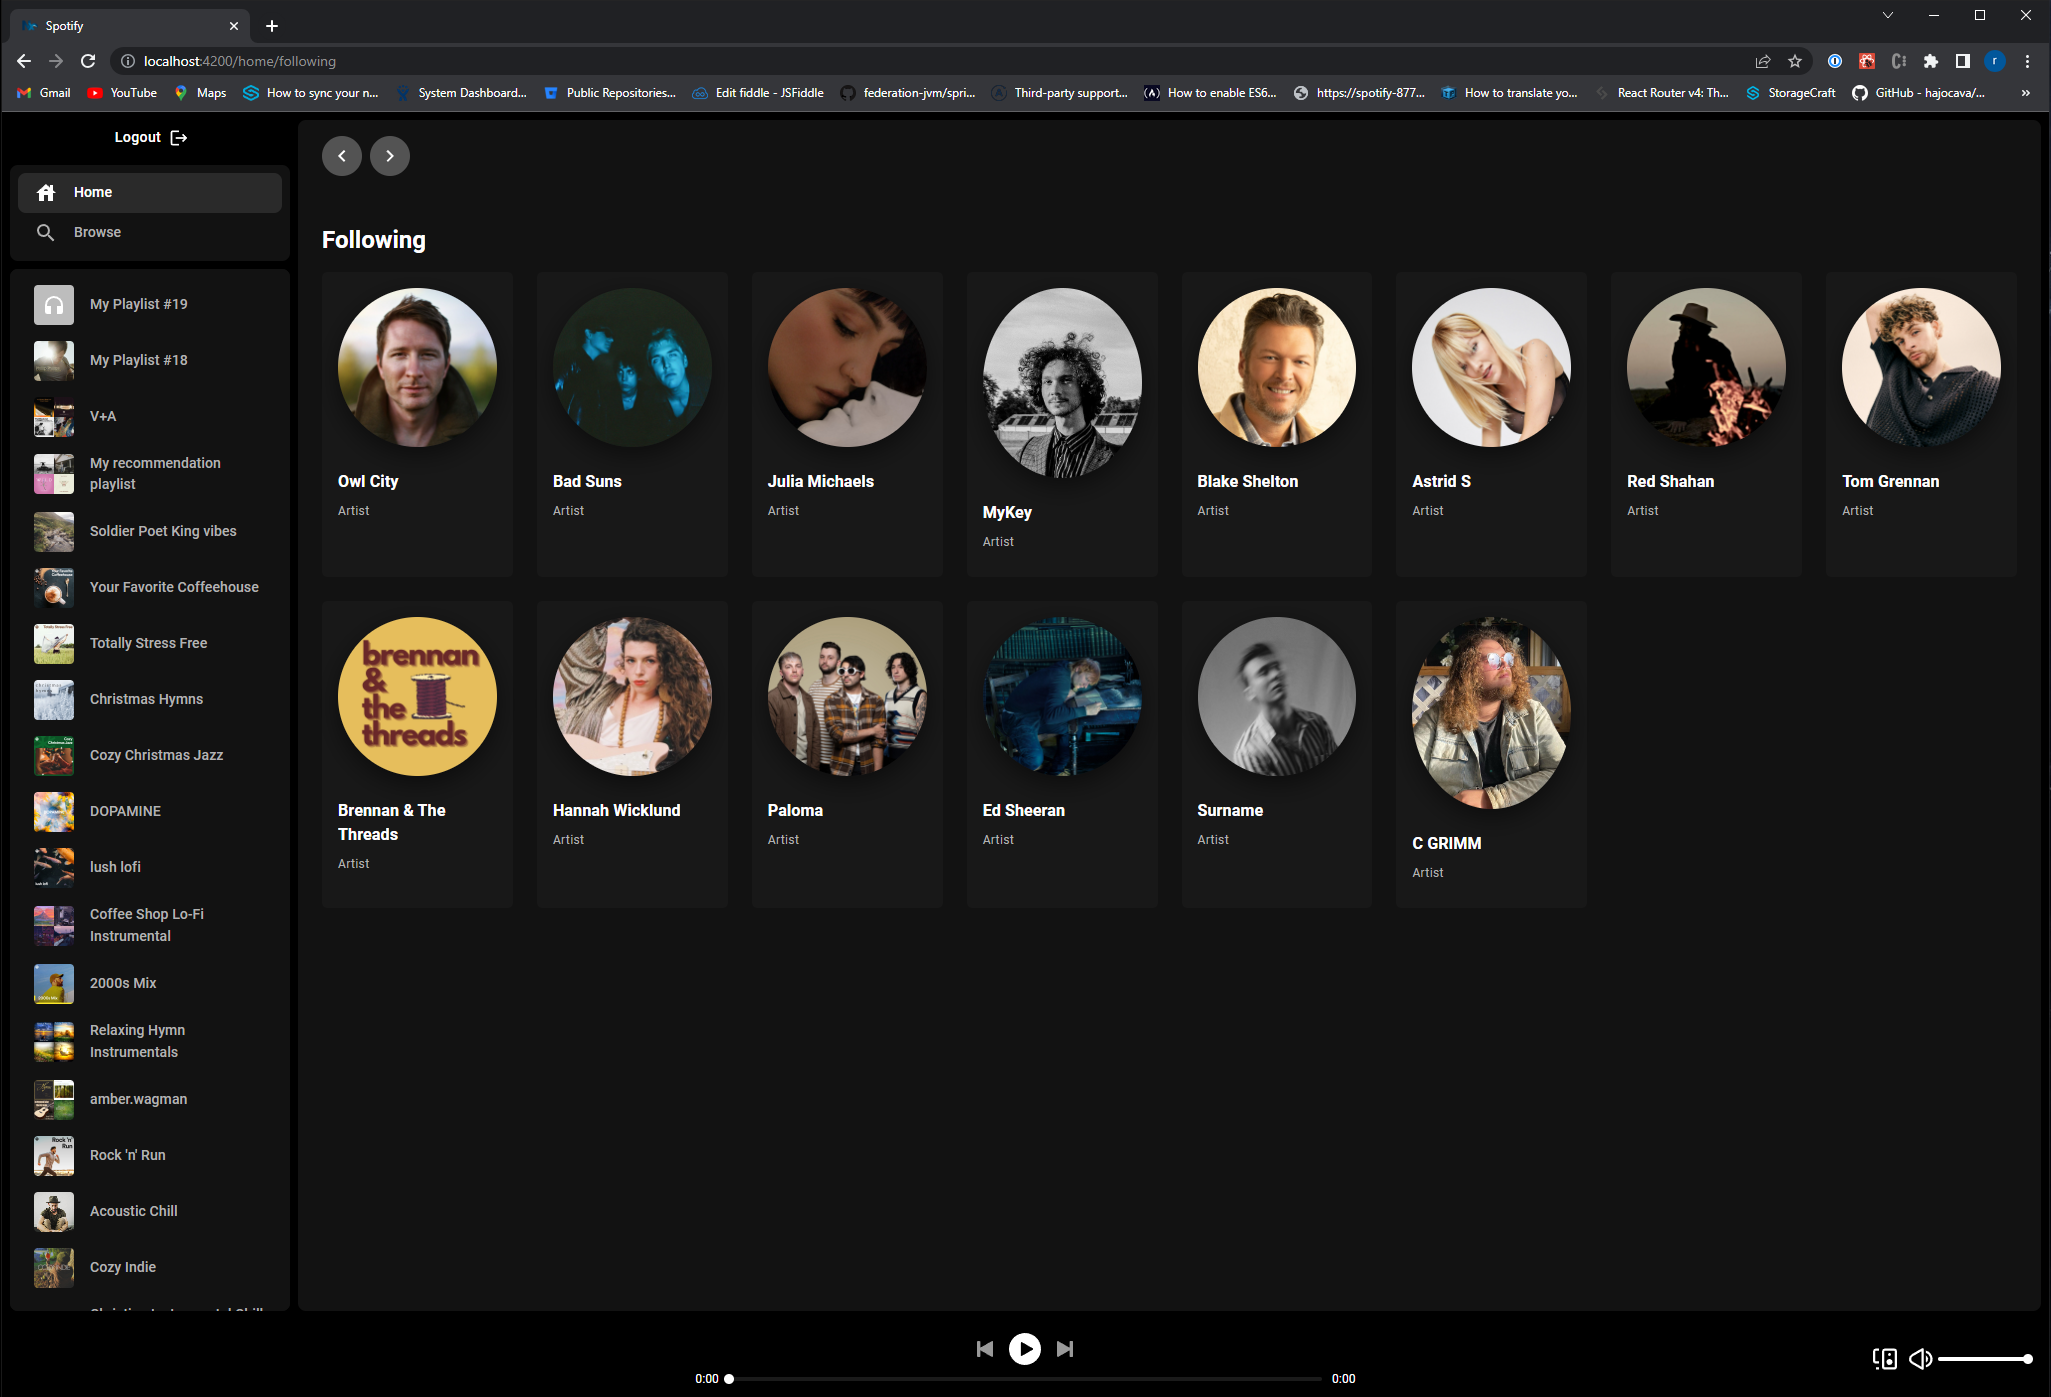 Spotify
localhost:4200/home/following
Gmail
YouTube
Maps
How to sync your n...
System Dashboard...
Public Repositories...
Edit fiddle - JSFiddle
federation-jvm/spri...
Third-party support...
How to enable ES6...
https://spotify-877...
How to translate yo...
React Router v4: Th...
StorageCraft
GitHub - hajocava/...
»
r
Logout
Home
Browse
My Playlist #19
My Playlist #18
V+A
My recommendation
playlist
Soldier Poet King vibes
Your Favorite Coffeehouse
Totally Stress Free
Christmas Hymns
Cozy Christmas Jazz
DOPAMINE
lush lofi
Coffee Shop Lo-Fi
Instrumental
2000s Mix
Relaxing Hymn
Instrumentals
amber.wagman
Rock 'n' Run
Acoustic Chill
Cozy Indie
Following
Owl City
Artist
Bad Suns
Artist
Julia Michaels
Artist
MyKey
Artist
Blake Shelton
Artist
Astrid S
Artist
Red Shahan
Artist
Tom Grennan
Artist
brennan
&
the
threads
Brennan & The
Threads
Artist
Hannah Wicklund
Artist
Paloma
Artist
Ed Sheeran
Artist
Surname
Artist
C GRIMM
Artist
0:00
0:00